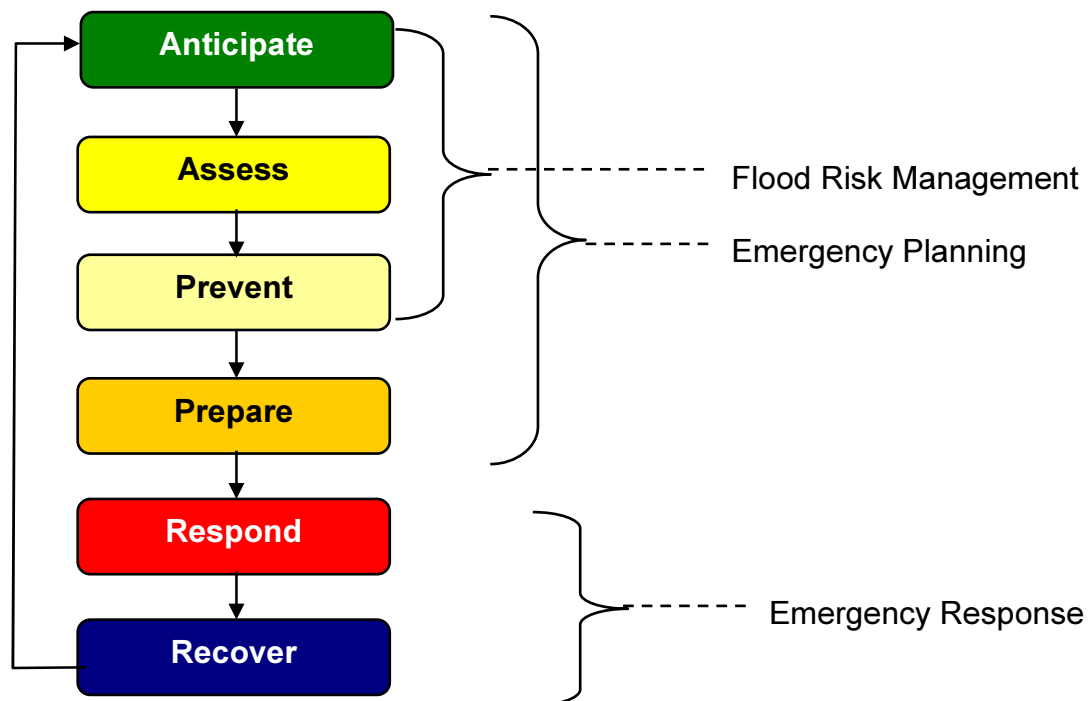 Anticipate
Assess
Prevent
Prepare
Respond
Recover
Flood Risk Management
Emergency Planning
Emergency Response